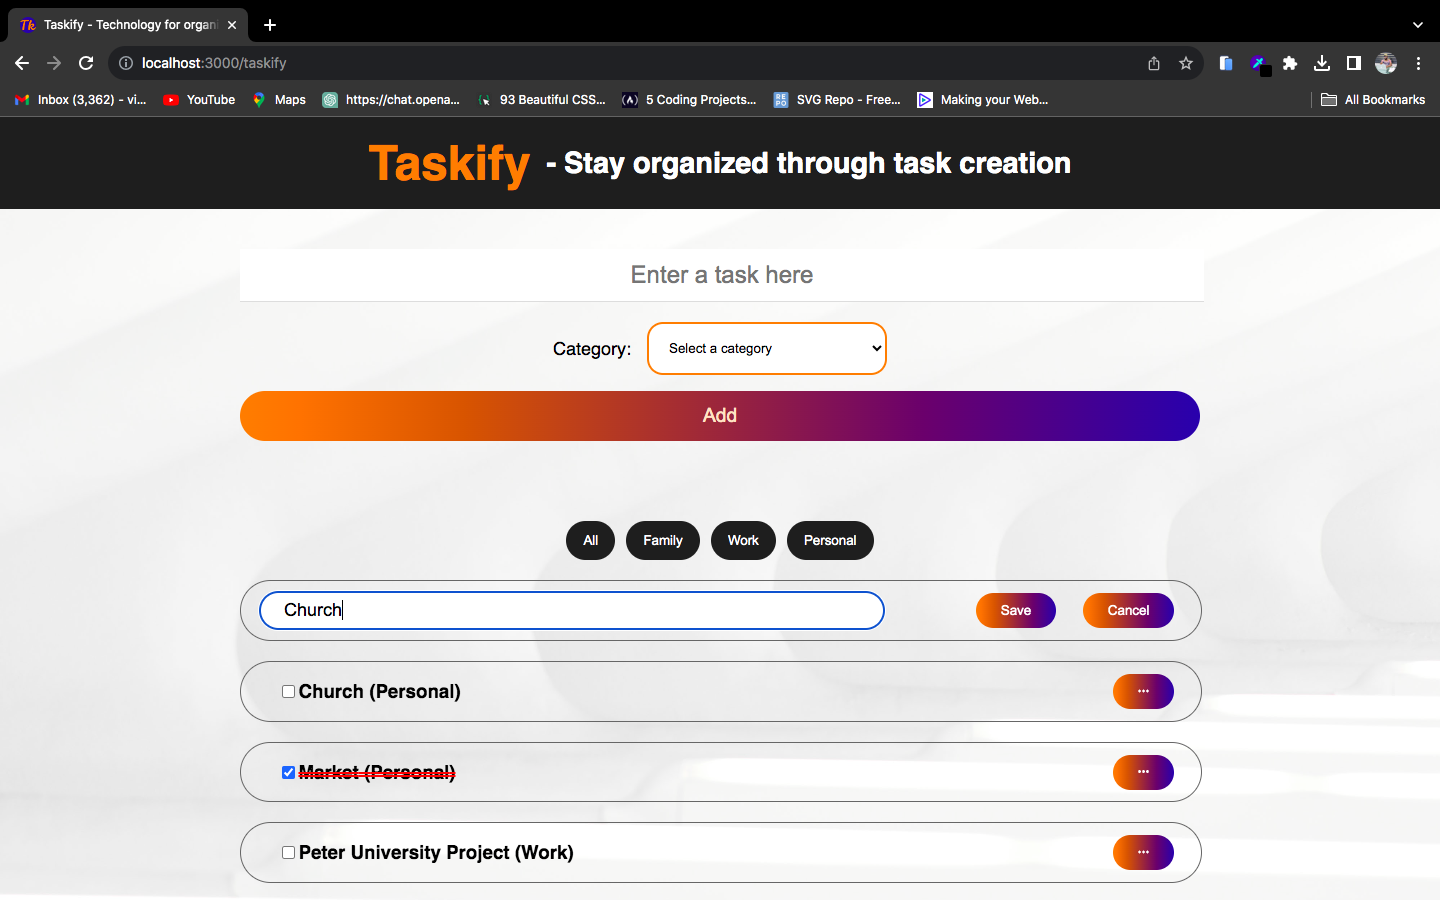 Tk Taskify - Technology for organ
localhost:3000/taskify
Inbox (3,362) - vi... YouTube Maps https://chat.opena... 93 Beautiful CSS... 5 Coding Projects... REPO SVG Repo - Free... Making your Web... All Bookmarks
Taskify - Stay organized through task creation
Enter a task here
Category: Select a category
Add
All Family Work Personal
Church Save Cancel
Church (Personal) ...
Market (Personal) ...
Peter University Project (Work) ...